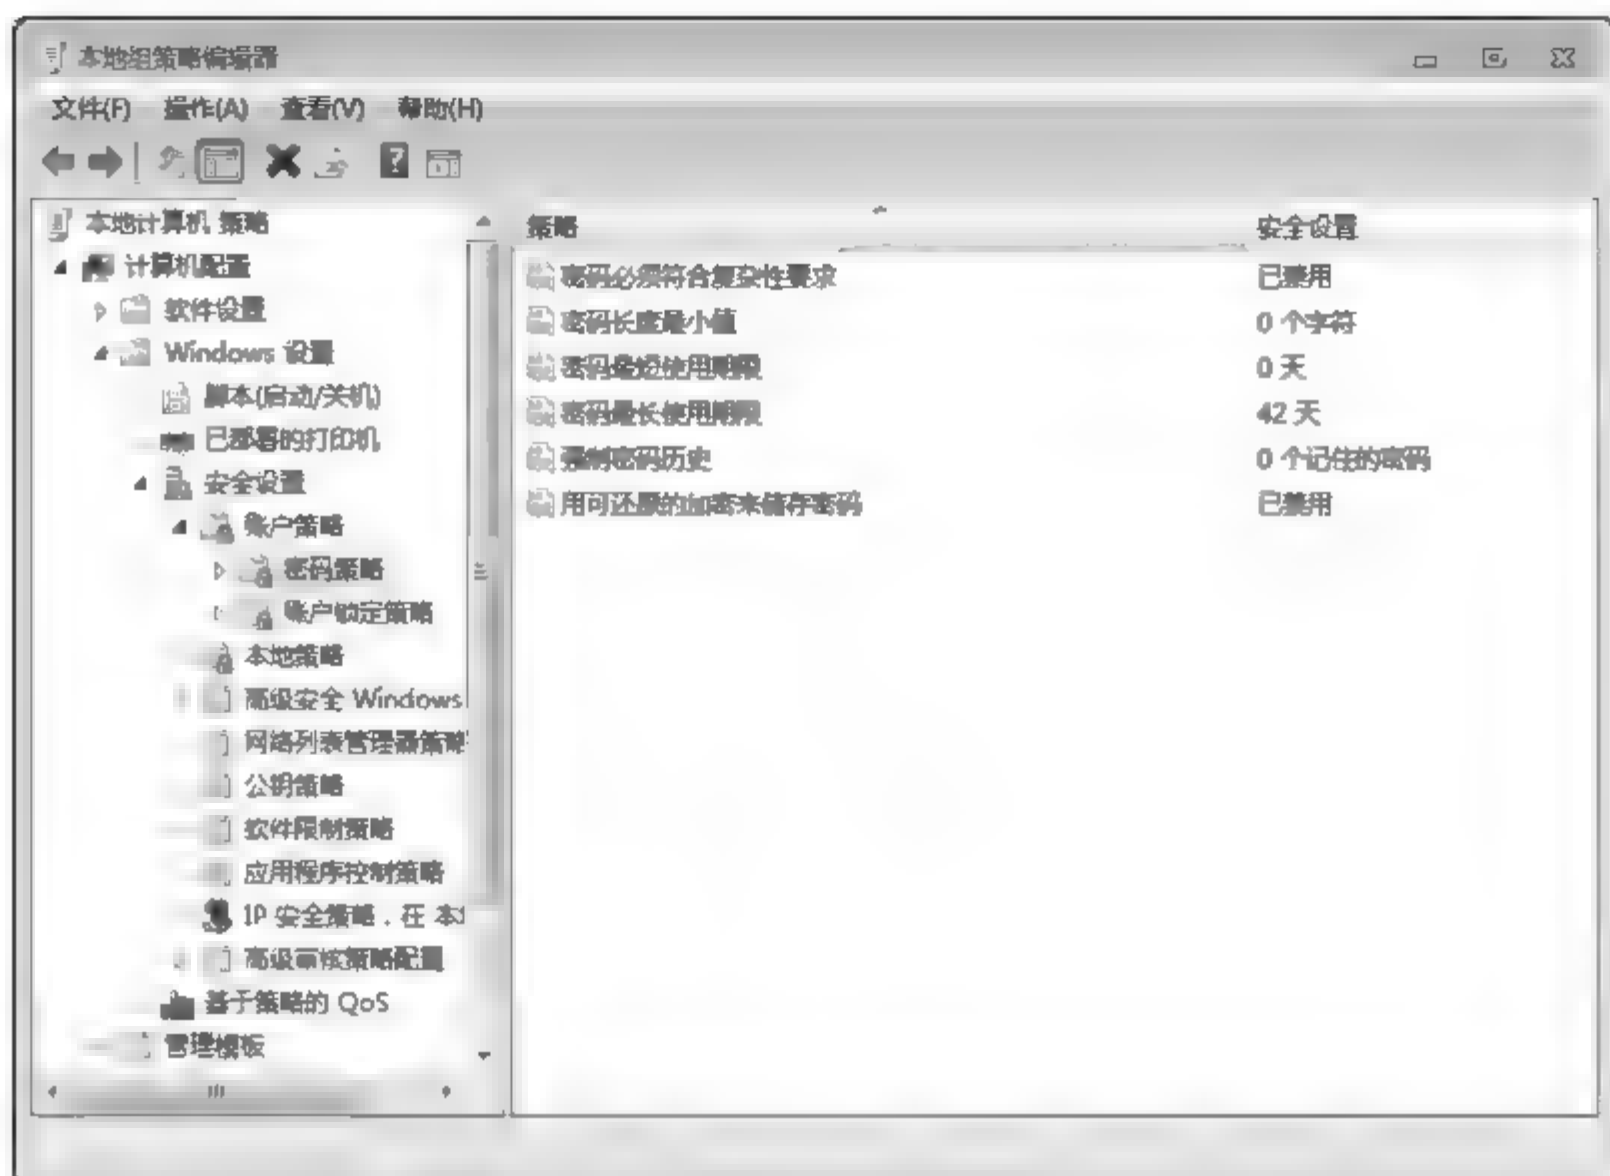 本地组策略编辑器
文件(F) 操作(A) 查看(V) 帮助(H)
本地计算机 策略
计算机配置
软件设置
Windows 设置
脚本(启动/关机)
已部署的打印机
安全设置
账户策略
密码策略
账户锁定策略
本地策略
高级安全 Windows
网络列表管理器策略
公钥策略
软件限制策略
应用程序控制策略
IP 安全策略，在 本
高级审核策略配置
基于策略的 QoS
管理模板
策略 安全设置
密码必须符合复杂性要求 已禁用
密码长度最小值 0 个字符
密码最短使用期限 0 天
密码最长使用期限 42 天
强制密码历史 0 个记住的密码
用可还原的加密来储存密码 已禁用